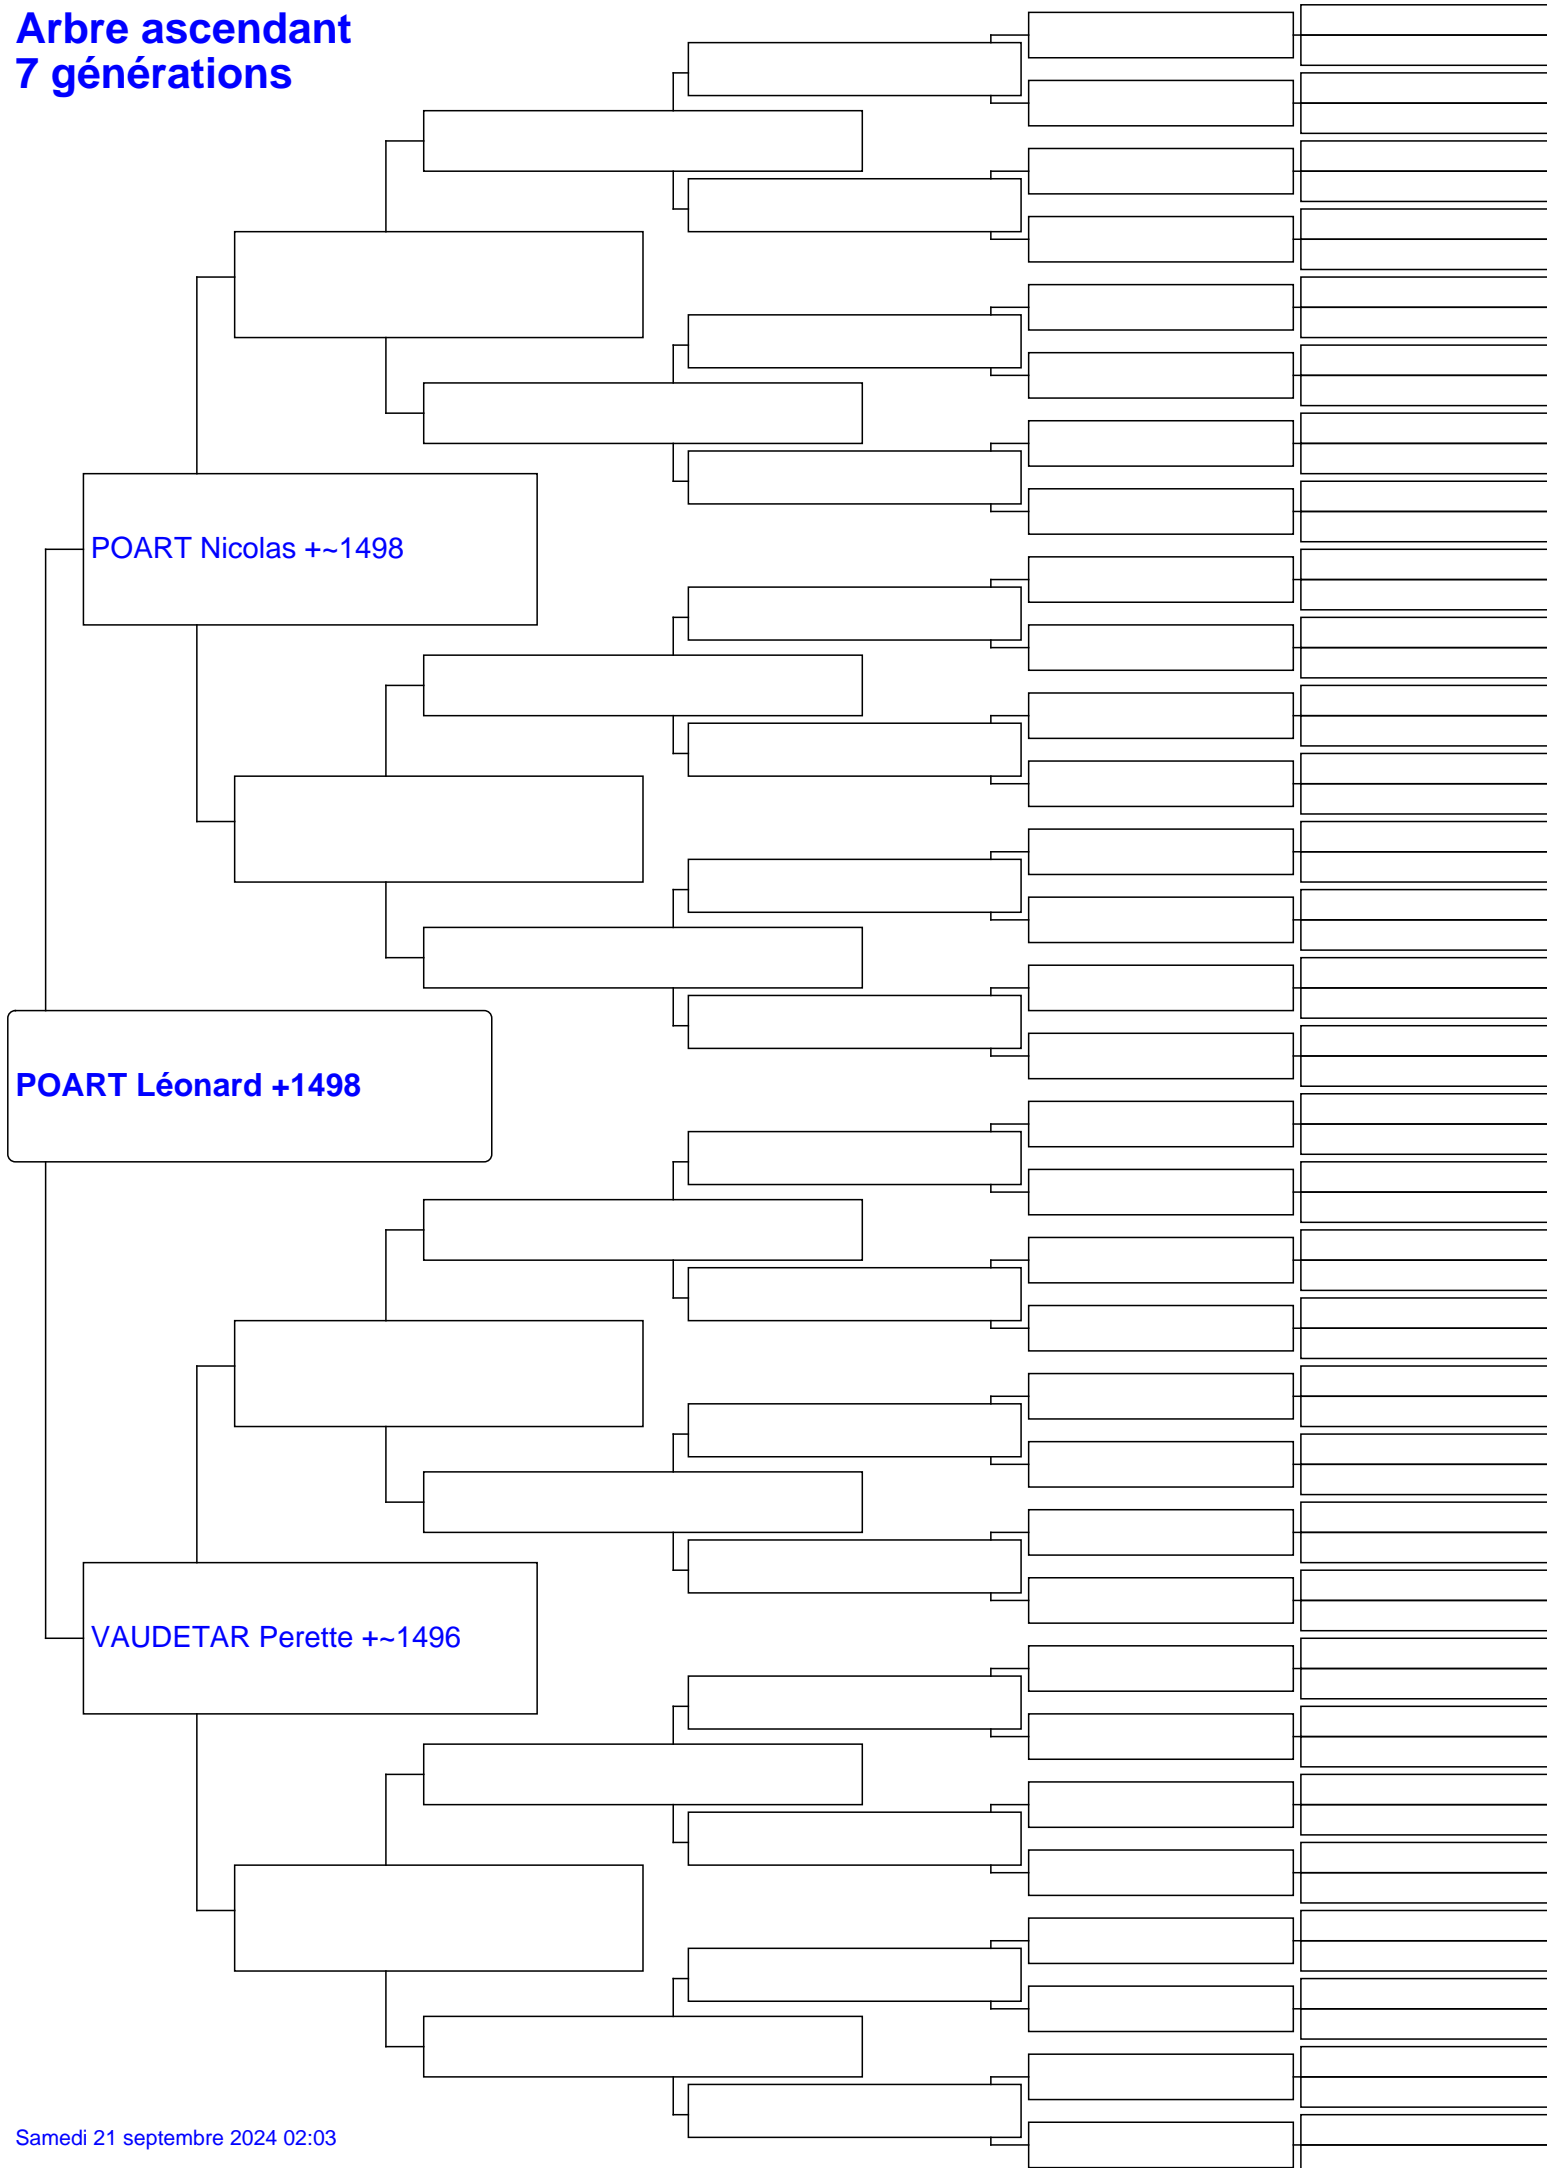 Arbre ascendant
7 générations
POART Nicolas +~1498
POART Léonard +1498
VAUDETAR Perette +~1496
Samedi 21 septembre 2024 02:03